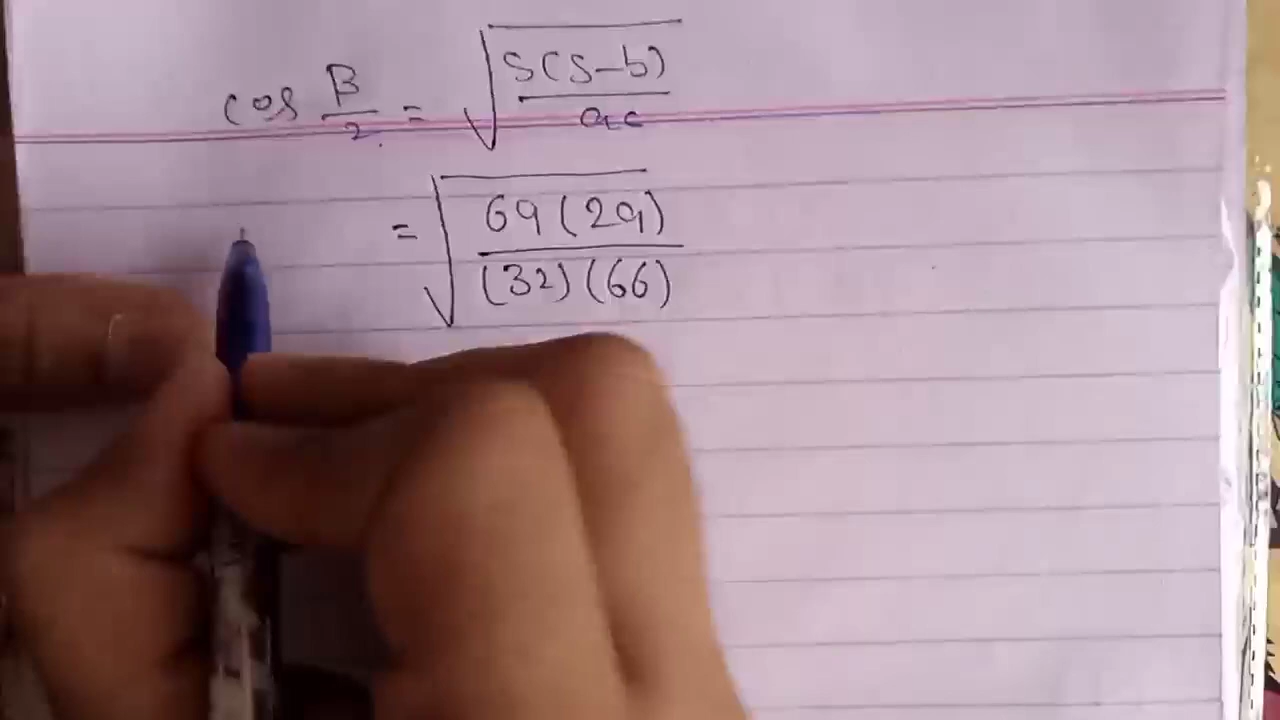 cos β/2 = √(s(s-b)/ac)
= √(69(29)/(32)(66))